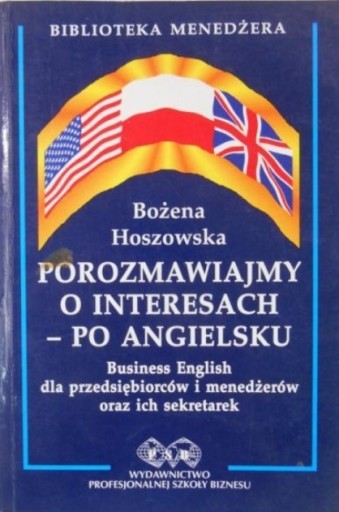 BIBLIOTEKA MENEDŻERA
Bożena
Hoszowska
POROZMAWIAJMY
O INTERESACH
– PO ANGIELSKU
Business English
dla przedsiębiorców i menedżerów
oraz ich sekretarek
PSB
WYDAWNICTWO
PROFESJONALNEJ SZKOŁY BIZNESU